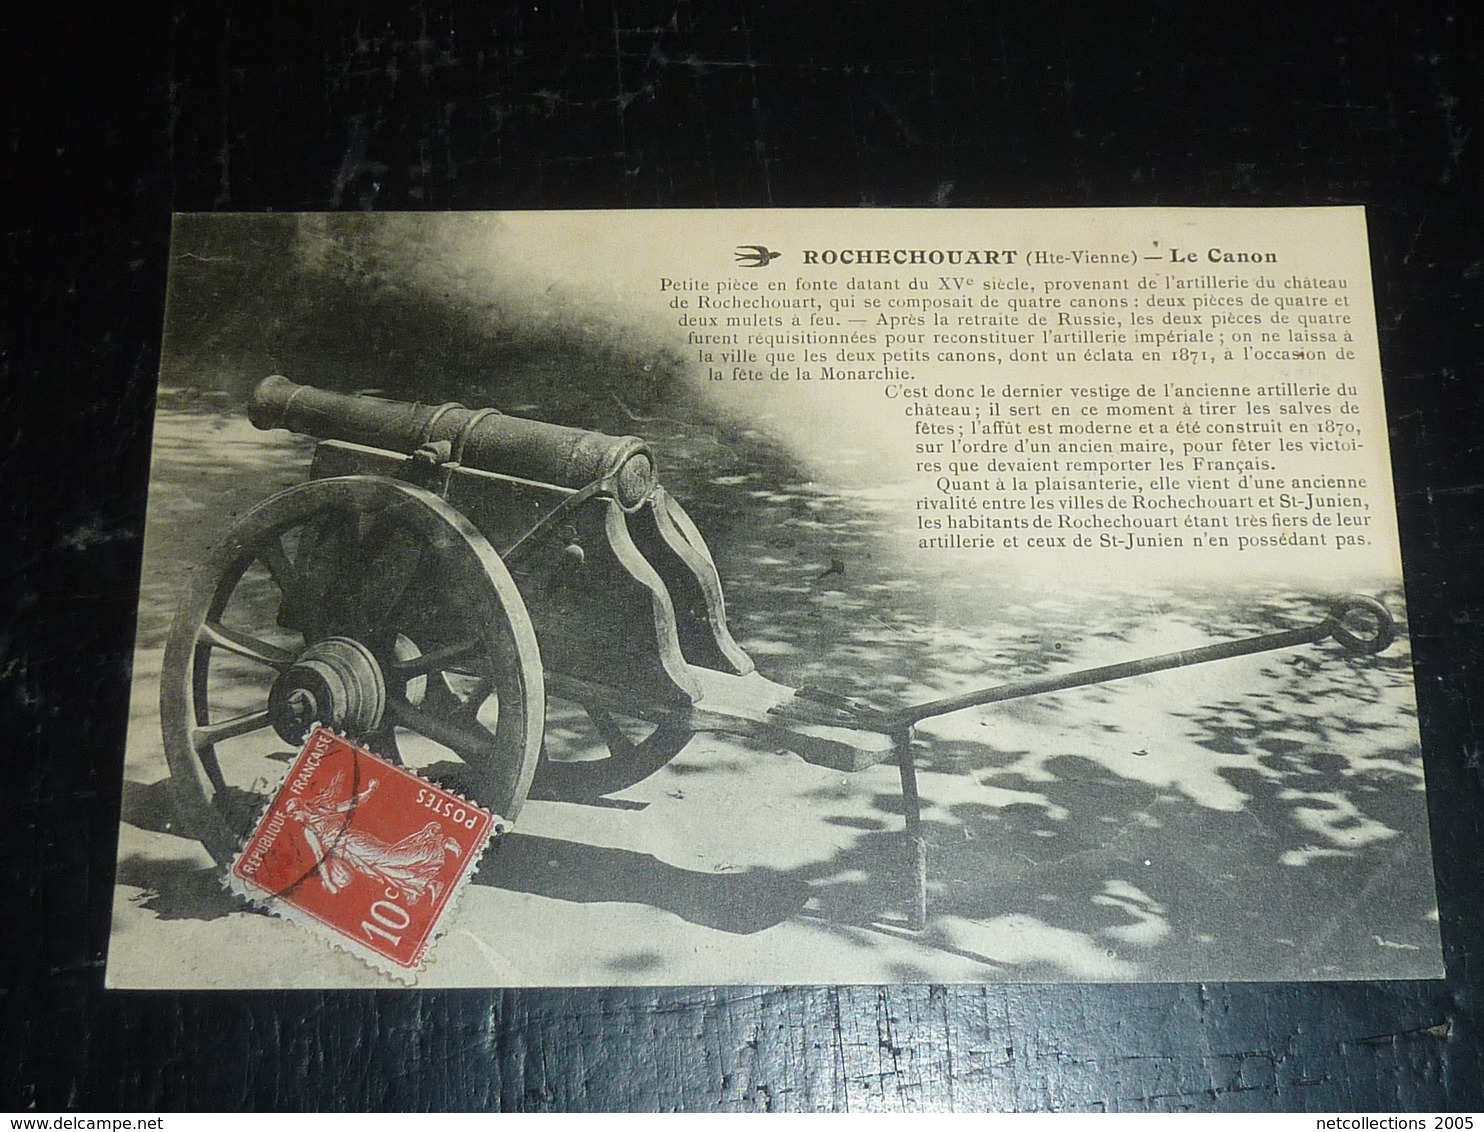 ROCHECHOUART (Hte-Vienne) — Le Canon
Petite pièce en fonte datant du XVe siècle, provenant de l'artillerie du château
de Rochechouart, qui se composait de quatre canons : deux pièces de quatre et
deux mulets à feu. — Après la retraite de Russie, les deux pièces de quatre
furent réquisitionnées pour reconstituer l'artillerie impériale ; on ne laissa à
la ville que les deux petits canons, dont un éclata en 1871, à l'occasion de
la fête de la Monarchie.
C'est donc le dernier vestige de l'ancienne artillerie du
château ; il sert en ce moment à tirer les salves de
fêtes ; l'affût est moderne et a été construit en 1870,
sur l'ordre d'un ancien maire, pour fêter les victoi-
res que devaient remporter les Français.
Quant à la plaisanterie, elle vient d'une ancienne
rivalité entre les villes de Rochechouart et St-Junien,
les habitants de Rochechouart étant très fiers de leur
artillerie et ceux de St-Junien n'en possédant pas.
REPUBLIQUE FRANÇAISE
POSTES
10c
www.delcampe.net
netcollections 2005